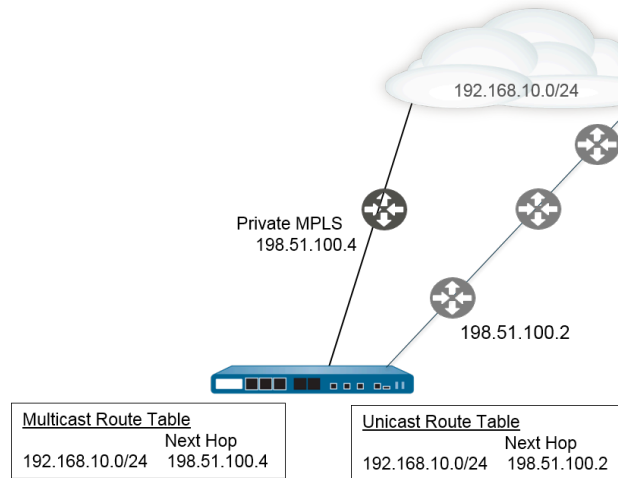 192.168.10.0/24
Private MPLS
198.51.100.4
198.51.100.2
Multicast Route Table
Next Hop
192.168.10.0/24 198.51.100.4
Unicast Route Table
Next Hop
192.168.10.0/24 198.51.100.2